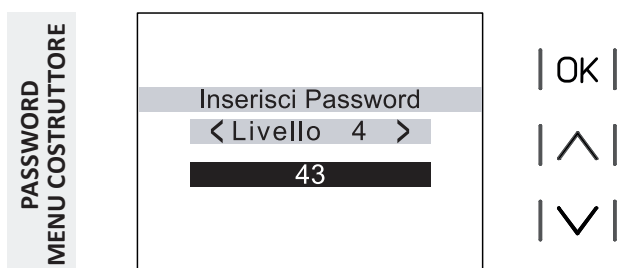 PASSWORD
MENU COSTRUTTORE
Inserisci Password
<Livello 4 >
43
| OK |